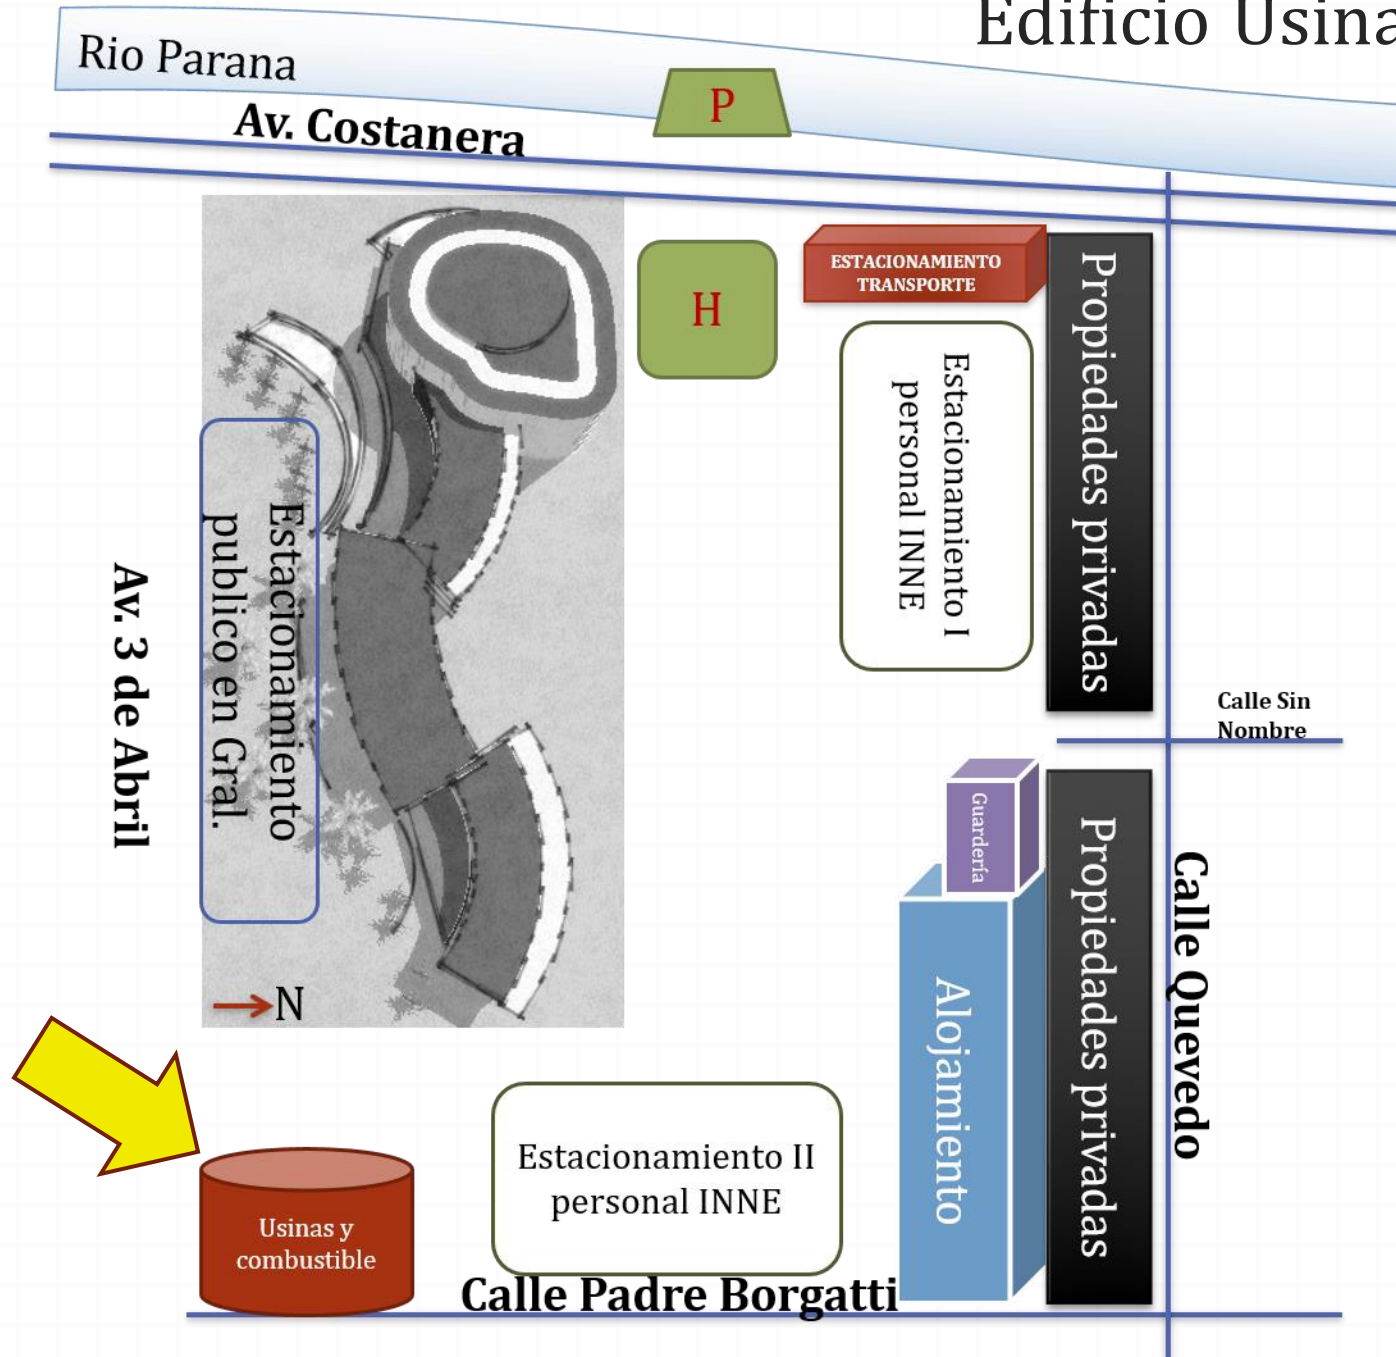 Edificio Usina
Rio Parana
P
Av. Costanera
H
ESTACIONAMIENTO
TRANSPORTE
Propiedades privadas
Estacionamiento I
personal INNE
Estacionamiento
publico en Gral.
Av. 3 de Abril
Calle Sin
Nombre
Guardería
Propiedades privadas
Calle Quevedo
Alojamiento
N
Estacionamiento II
personal INNE
Usinas y
combustible
Calle Padre Borgatti